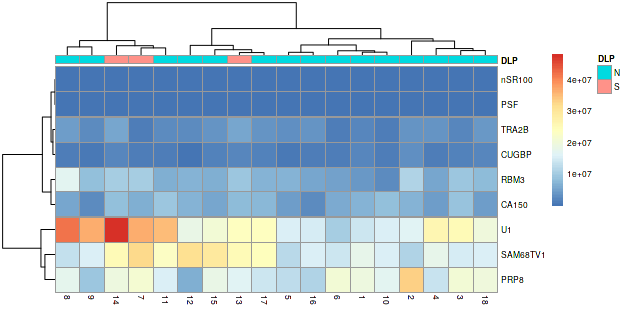 DLP
nSR100
PSF
TRA2B
CUGBP
RBM3
CA150
U1
SAM68TV1
PRP8
8 9 14 7 11 12 15 13 17 5 16 6 1 10 2 4 3 18
4e+07
3e+07
2e+07
1e+07
DLP
N
S